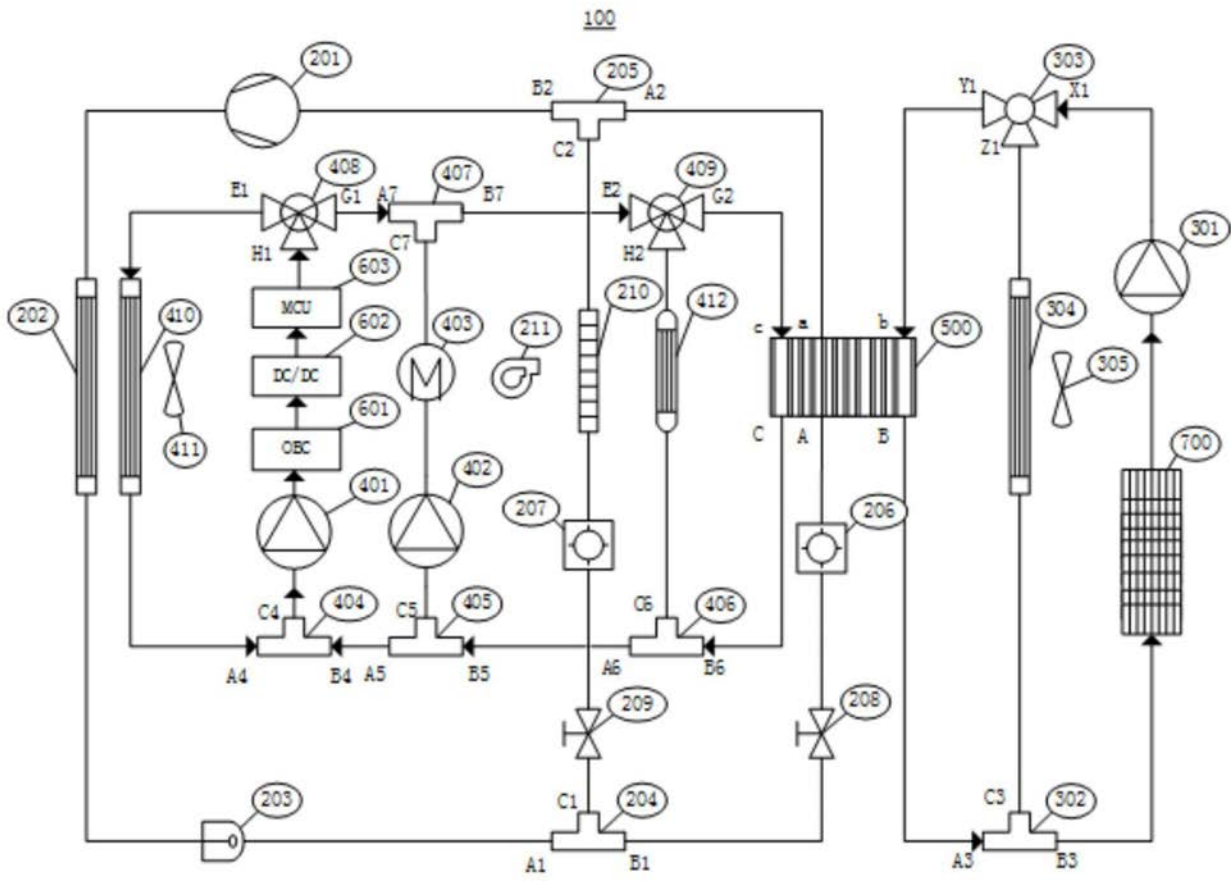 100
201
205
303
B2
A2
Y1
X1
C2
Z1
408
407
409
E1
G1
A7
B7
E2
G2
H1
C7
H2
301
603
MCU
202
410
602
403
211
210
412
c
a
b
500
304
DC/DC
305
411
601
OBC
C
A
B
700
401
402
207
206
C4
404
C5
405
C6
406
A4
B4
A5
B5
A6
B6
209
208
203
C1
204
C3
302
A1
B1
A3
B3